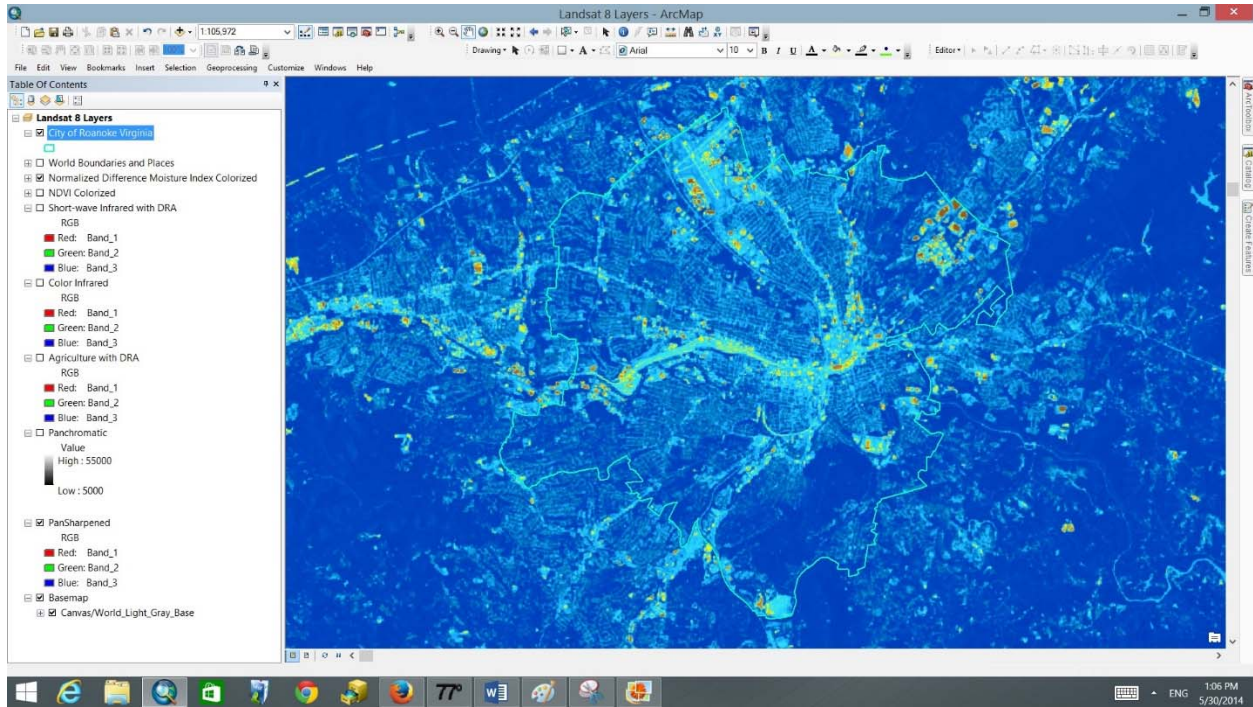 Landsat 8 Layers - ArcMap
1:105,972
Drawing
Arial
10
B I U A
Editor
File Edit View Bookmarks Insert Selection Geoprocessing Customize Windows Help
Table Of Contents
Landsat 8 Layers
City of Roanoke Virginia
World Boundaries and Places
Normalized Difference Moisture Index Colorized
NDVI Colorized
Short-wave Infrared with DRA
RGB
Red: Band_1
Green: Band_2
Blue: Band_3
Color Infrared
RGB
Red: Band_1
Green: Band_2
Blue: Band_3
Agriculture with DRA
RGB
Red: Band_1
Green: Band_2
Blue: Band_3
Panchromatic
Value
High : 55000
Low : 5000
PanSharpened
RGB
Red: Band_1
Green: Band_2
Blue: Band_3
Basemap
Canvas/World_Light_Gray_Base
ArcToolbox
Catalog
Create Features
77°
ENG
1:06 PM
5/30/2014